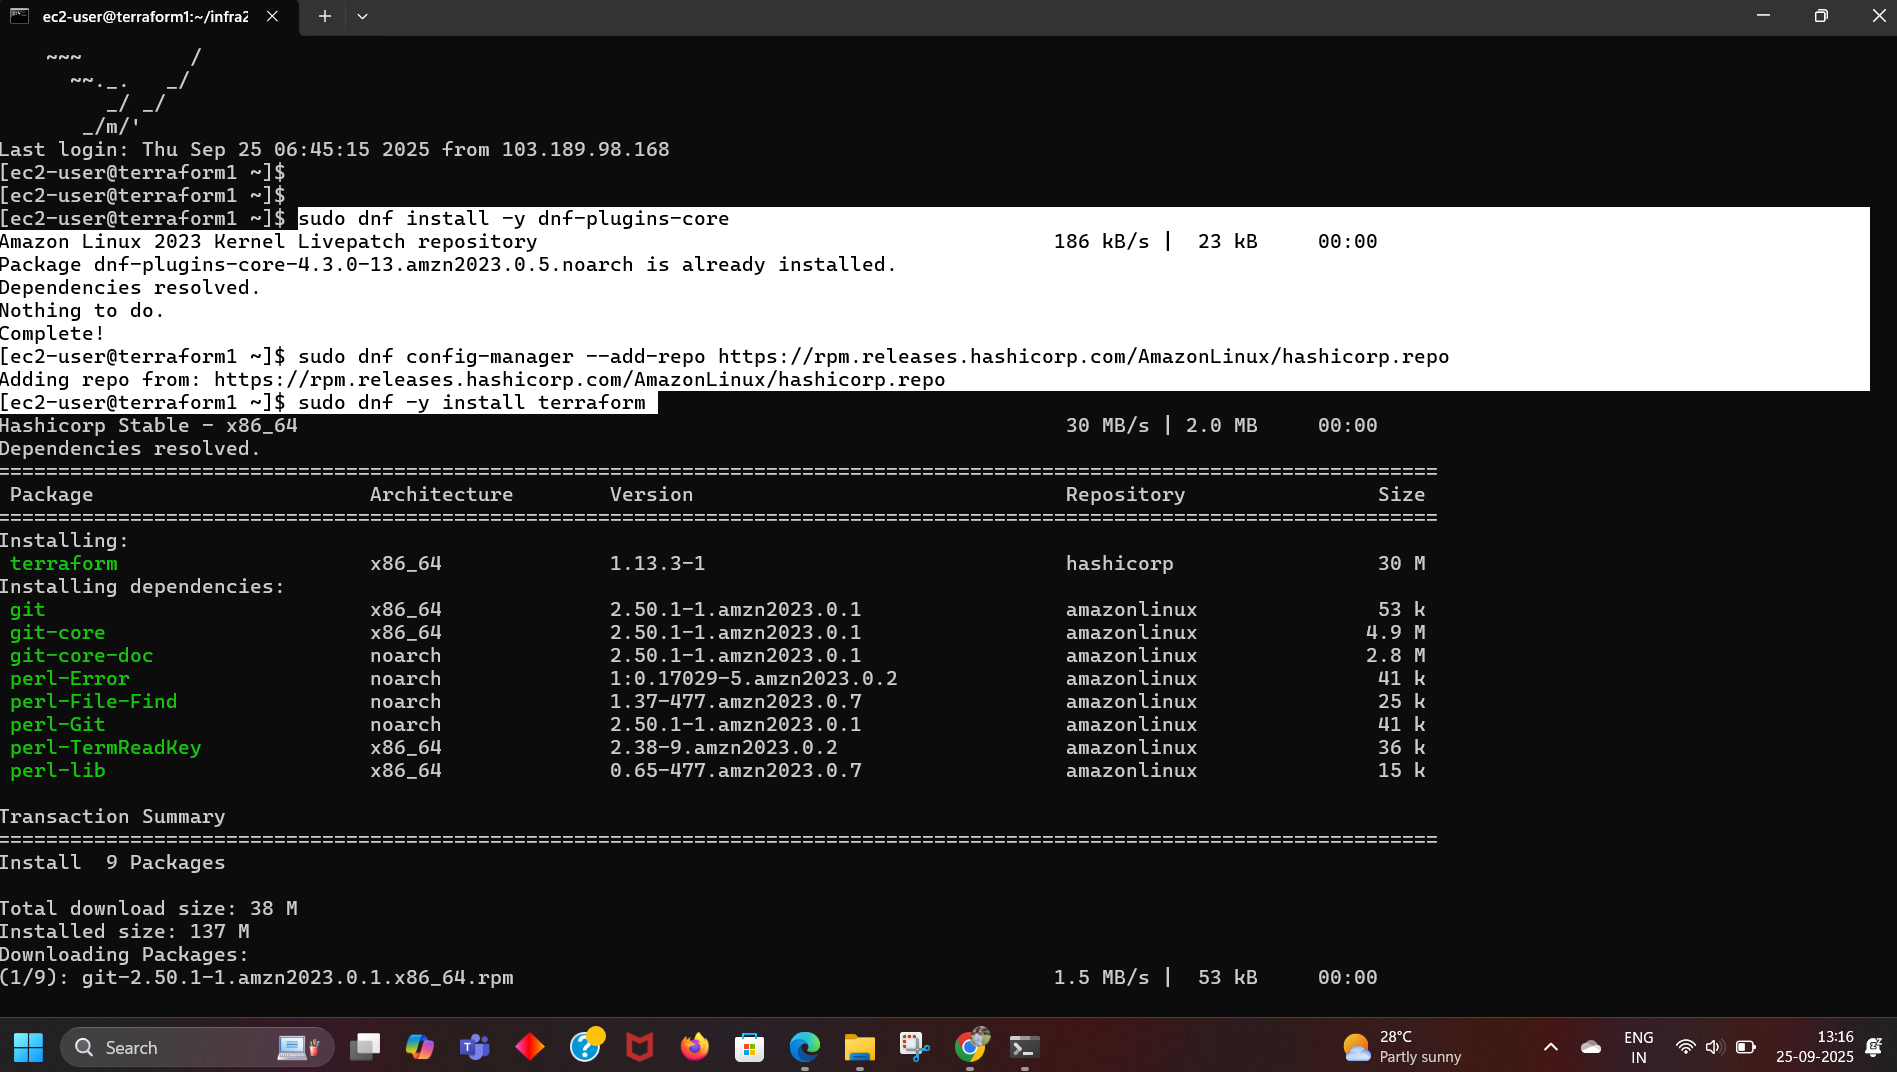 ec2-user@terraform1:~/infra2
   ~~~         /
      ~~._.   _/
         _/ _/
       _/m/'
Last login: Thu Sep 25 06:45:15 2025 from 103.189.98.168
[ec2-user@terraform1 ~]$
[ec2-user@terraform1 ~]$
[ec2-user@terraform1 ~]$ sudo dnf install -y dnf-plugins-core
Amazon Linux 2023 Kernel Livepatch repository 186 kB/s | 23 kB 00:00
Package dnf-plugins-core-4.3.0-13.amzn2023.0.5.noarch is already installed.
Dependencies resolved.
Nothing to do.
Complete!
[ec2-user@terraform1 ~]$ sudo dnf config-manager --add-repo https://rpm.releases.hashicorp.com/AmazonLinux/hashicorp.repo
Adding repo from: https://rpm.releases.hashicorp.com/AmazonLinux/hashicorp.repo
[ec2-user@terraform1 ~]$ sudo dnf -y install terraform
Hashicorp Stable - x86_64 30 MB/s | 2.0 MB 00:00
Dependencies resolved.
========================================================================================================================
Package Architecture Version Repository Size
========================================================================================================================
Installing:
terraform x86_64 1.13.3-1 hashicorp 30 M
Installing dependencies:
git x86_64 2.50.1-1.amzn2023.0.1 amazonlinux 53 k
git-core x86_64 2.50.1-1.amzn2023.0.1 amazonlinux 4.9 M
git-core-doc noarch 2.50.1-1.amzn2023.0.1 amazonlinux 2.8 M
perl-Error noarch 1:0.17029-5.amzn2023.0.2 amazonlinux 41 k
perl-File-Find noarch 1.37-477.amzn2023.0.7 amazonlinux 25 k
perl-Git noarch 2.50.1-1.amzn2023.0.1 amazonlinux 41 k
perl-TermReadKey x86_64 2.38-9.amzn2023.0.2 amazonlinux 36 k
perl-lib x86_64 0.65-477.amzn2023.0.7 amazonlinux 15 k
Transaction Summary
========================================================================================================================
Install 9 Packages
Total download size: 38 M
Installed size: 137 M
Downloading Packages:
(1/9): git-2.50.1-1.amzn2023.0.1.x86_64.rpm 1.5 MB/s | 53 kB 00:00
Search
28°C
Partly sunny
ENG
IN
13:16
25-09-2025